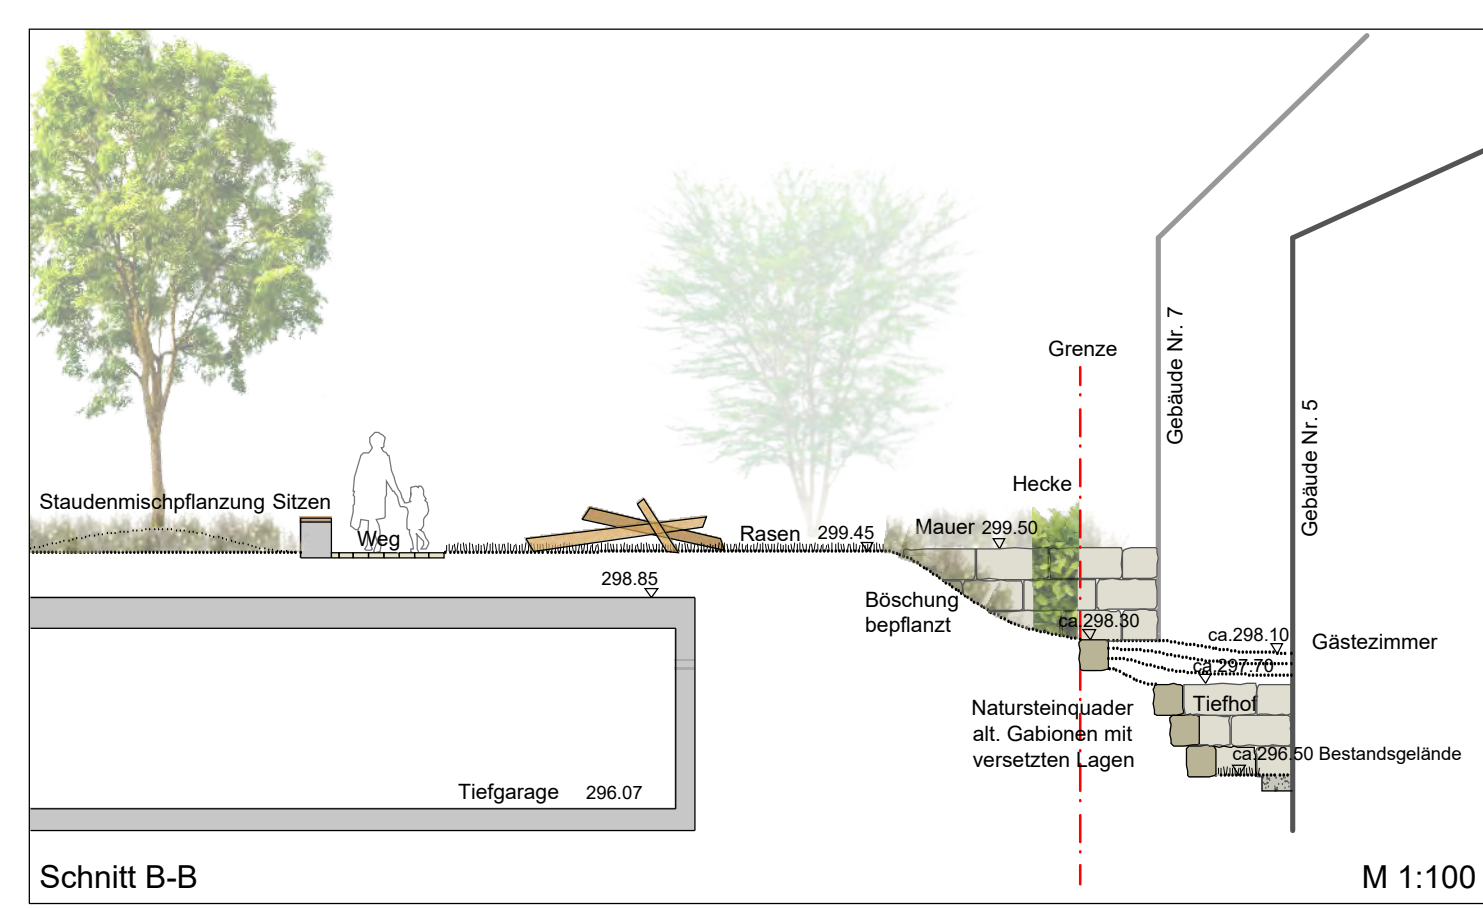 Grenze
Gebäude Nr. 7
Gebäude Nr. 5
Hecke
Staudenmischpflanzung Sitzen
Weg
Rasen 299.45
Mauer 299.50
298.85
Böschung
bepflanzt
ca.298.30
ca.298.10
Gästezimmer
ca.297.70
Tiefhof
Natursteinquader
alt. Gabionen mit
versetzten Lagen
ca.296.50 Bestandsgelände
Tiefgarage 296.07
Schnitt B-B
M 1:100